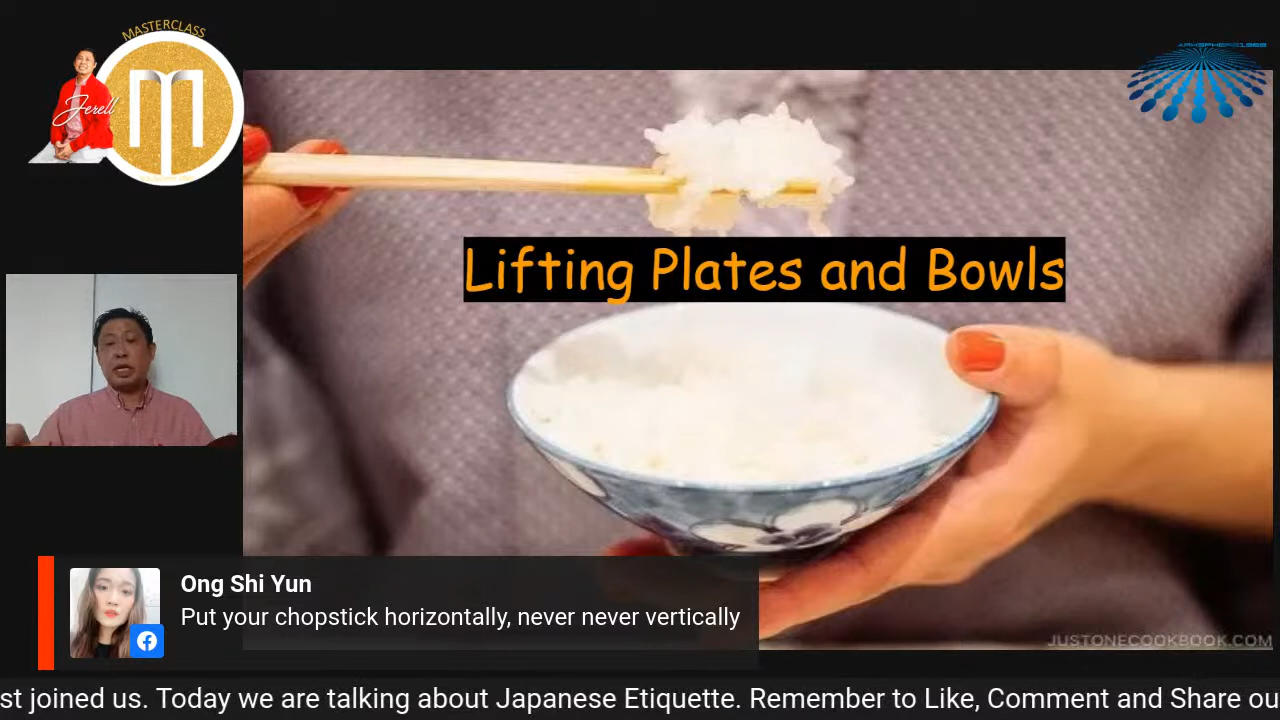 MASTERCLASS
Jerell
Lifting Plates and Bowls
Ong Shi Yun
Put your chopstick horizontally, never never vertically
JUSTONECOOKBOOK.COM
st joined us. Today we are talking about Japanese Etiquette. Remember to Like, Comment and Share ou